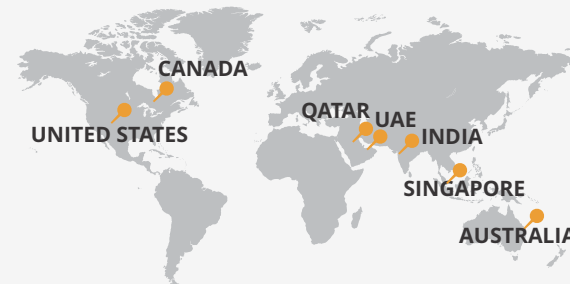 CANADA
QATAR
UAE
UNITED STATES
INDIA
SINGAPORE
AUSTRALIA